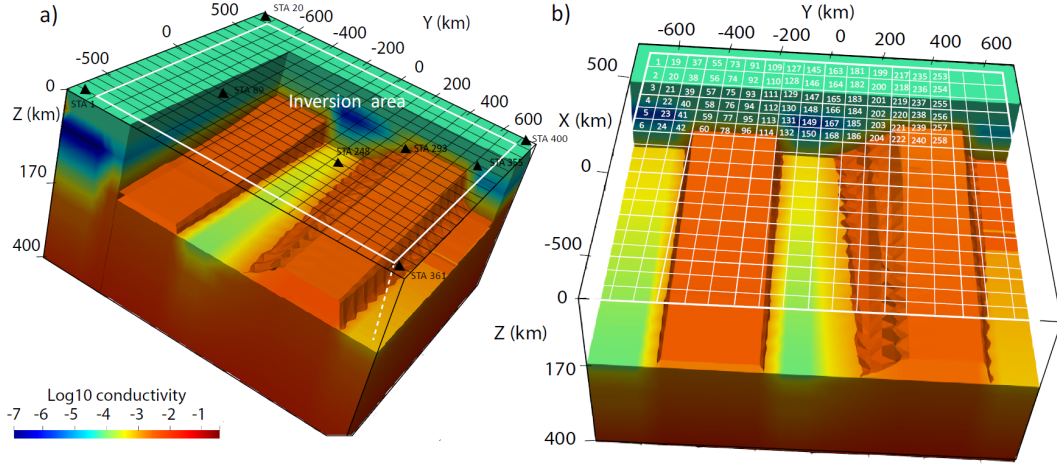 a)
STA 20
-600
Y (km)
500
-400
-200
0
0
200
-500
400
0
STA 1
STA 89
Inversion area
600
STA 400
Z (km)
STA 248
STA 293
STA 355
170
400
STA 361
Log10 conductivity
-7 -6 -5 -4 -3 -2 -1
b)
Y (km)
-600 -400 -200 0 200 400 600
500
1 19 37 55 73 91 109 127 145 163 181 199 217 235 253
2 20 38 56 74 92 110 128 146 164 182 200 218 236 254
3 21 39 57 75 93 111 129 147 165 183 201 219 237 255
4 22 40 58 76 94 112 130 148 166 184 202 220 238 256
5 23 41 59 77 95 113 131 149 167 185 203 221 239 257
6 24 42 60 78 96 114 132 150 168 186 204 222 240 258
X (km)
0
-500
0
Z (km)
170
400